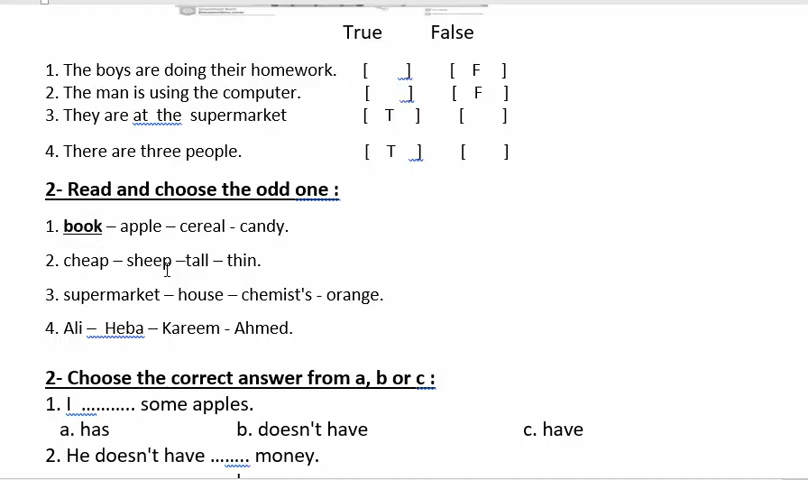 True False
1. The boys are doing their homework. [ ] [ F ]
2. The man is using the computer. [ ] [ F ]
3. They are at the supermarket [ T ] [ ]
4. There are three people. [ T ] [ ]
2- Read and choose the odd one :
1. book – apple – cereal - candy.
2. cheap – sheep –tall – thin.
3. supermarket – house – chemist's - orange.
4. Ali – Heba – Kareem - Ahmed.
2- Choose the correct answer from a, b or c :
1. I ........... some apples.
a. has b. doesn't have c. have
2. He doesn't have ........ money.